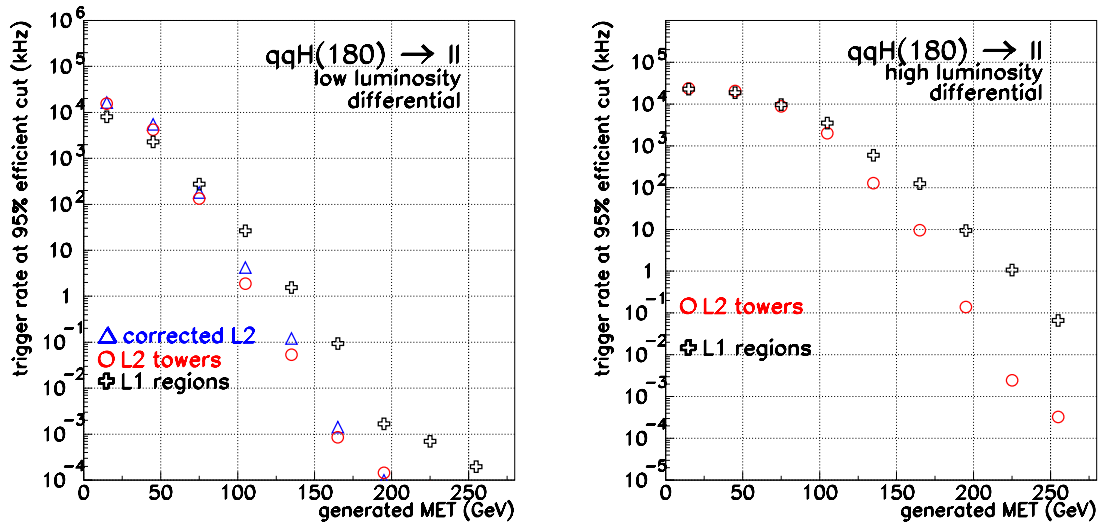 trigger rate at 95% efficient cut (kHz)
10^6
10^5
10^4
10^3
10^2
10
1
10^-1
10^-2
10^-3
10^-4
qqH(180) → ll
low luminosity
differential
corrected L2
L2 towers
L1 regions
0 50 100 150 200 250
generated MET (GeV)
trigger rate at 95% efficient cut (kHz)
10^5
10^4
10^3
10^2
10
1
10^-1
10^-2
10^-3
10^-4
10^-5
qqH(180) → ll
high luminosity
differential
L2 towers
L1 regions
0 50 100 150 200 250
generated MET (GeV)